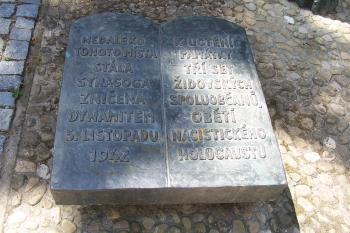 NEDALEKO
TOHOTO MÍSTA
STÁLA
SYNAGOGA
ZNIČENÁ
DYNAMITEM
5.LISTOPADU
1942
K UCTĚNÍ
PAMÁTKY
TŘÍ SET
ŽIDOVSKÝCH
SPOLUOBČANŮ,
OBĚTÍ
NACISTICKÉHO
HOLOCAUSTU